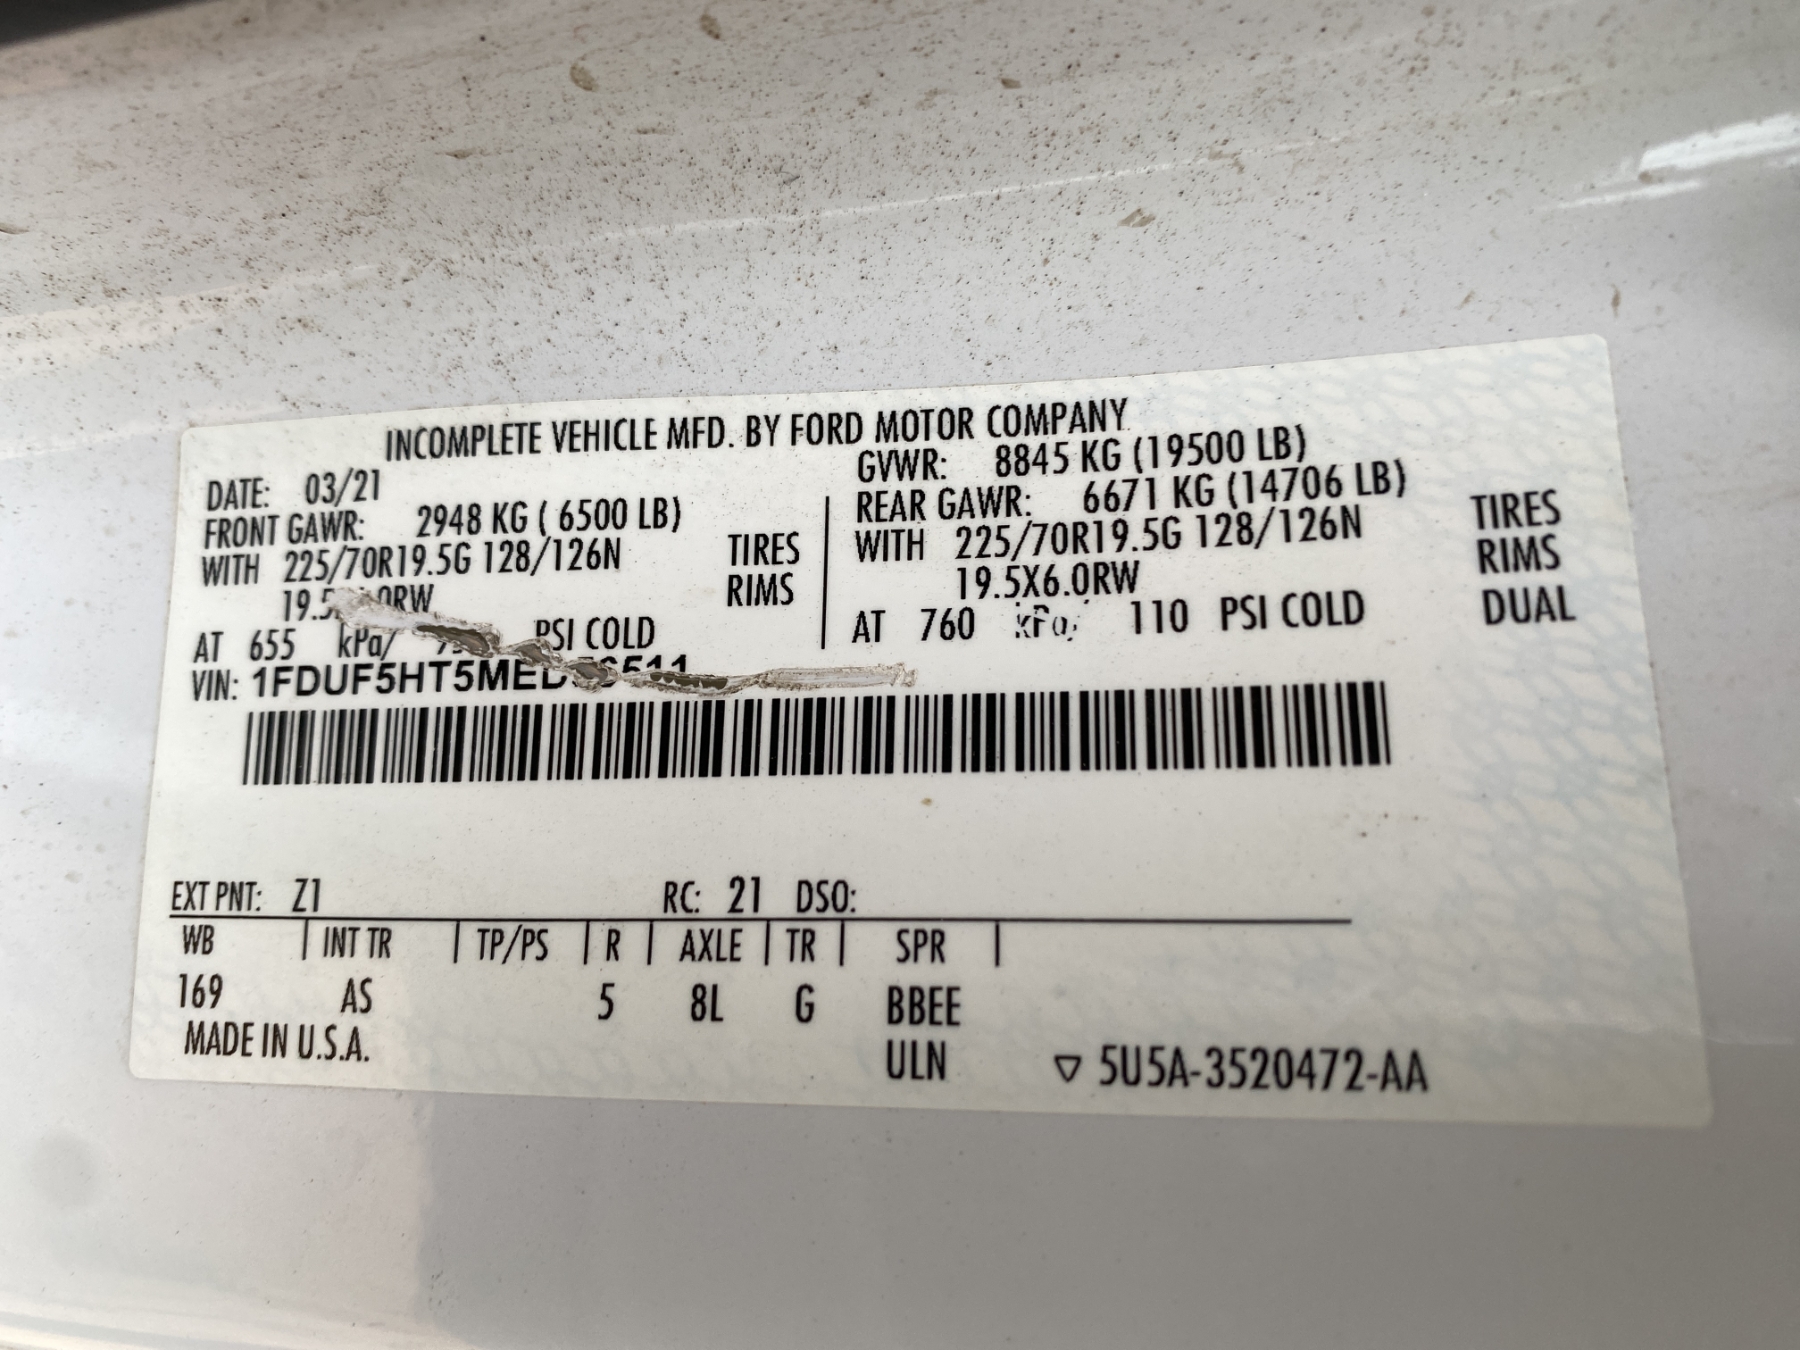 INCOMPLETE VEHICLE MFD. BY FORD MOTOR COMPANY
DATE: 03/21
GVWR: 8845 KG (19500 LB)
FRONT GAWR: 2948 KG ( 6500 LB)
REAR GAWR: 6671 KG (14706 LB)
WITH 225/70R19.5G 128/126N TIRES
WITH 225/70R19.5G 128/126N TIRES
RIMS
19.5X6.0RW RIMS
AT 655 kPa/ PSI COLD
AT 760 kPa/ 110 PSI COLD DUAL
VIN:
EXT PNT: Z1 RC: 21 DSO:
WB | INT TR | TP/PS | R | AXLE | TR | SPR |
169 AS 5 8L G BBEE
MADE IN U.S.A. ULN ▽ 5U5A-3520472-AA